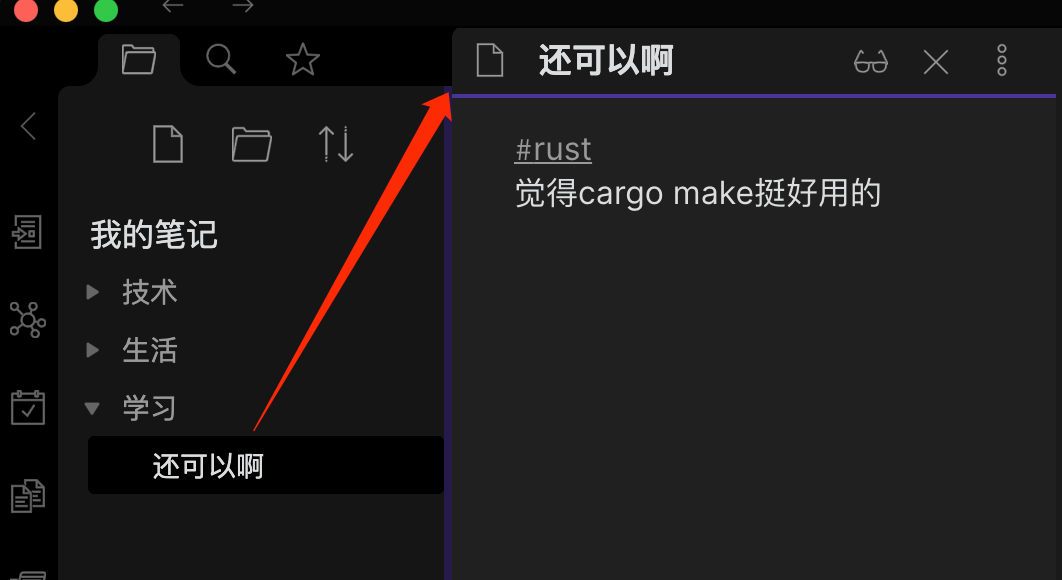 还可以啊
#rust
觉得cargo make挺好用的
我的笔记
技术
生活
学习
还可以啊